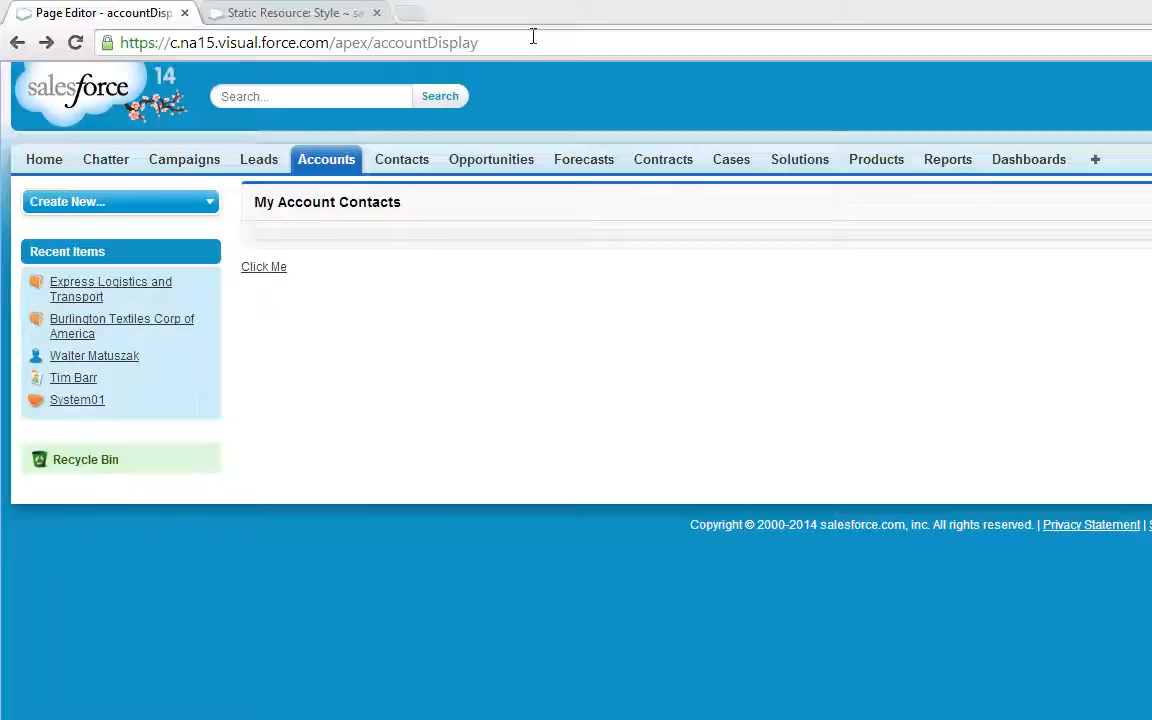 Page Editor - accountDisp
Static Resource: Style ~ sa
https://c.na15.visual.force.com/apex/accountDisplay
salesforce
14
Search...
Search
Home Chatter Campaigns Leads Accounts Contacts Opportunities Forecasts Contracts Cases Solutions Products Reports Dashboards +
Create New...
My Account Contacts
Recent Items
Click Me
Express Logistics and
Transport
Burlington Textiles Corp of
America
Walter Matuszak
Tim Barr
System01
Recycle Bin
Copyright © 2000-2014 salesforce.com, inc. All rights reserved. | Privacy Statement |